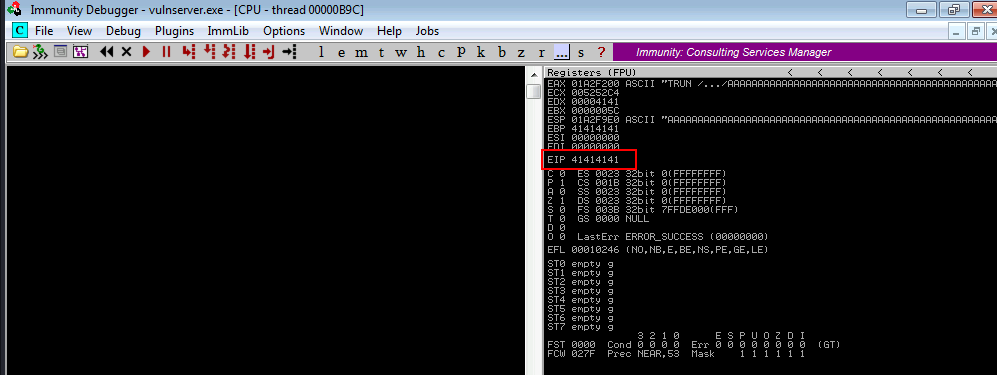 Immunity Debugger - vulnserver.exe - [CPU - thread 00000B9C]
C File View Debug Plugins ImmLib Options Window Help Jobs
l e m t w h c P k b z r ... s ? Immunity: Consulting Services Manager
Registers (FPU) < < < < < <
EAX 01A2F200 ASCII "TRUN /.../AAAAAAAAAAAAAAAAAAAAAAAAAAAAAAAAAAAA
ECX 005252C4
EDX 00004141
EBX 0000005C
ESP 01A2F9E0 ASCII "AAAAAAAAAAAAAAAAAAAAAAAAAAAAAAAAAAAAAAAAAAAAAA
EBP 41414141
ESI 00000000
EDI 00000000
EIP 41414141
C 0 ES 0023 32bit 0(FFFFFFFF)
P 1 CS 001B 32bit 0(FFFFFFFF)
A 0 SS 0023 32bit 0(FFFFFFFF)
Z 1 DS 0023 32bit 0(FFFFFFFF)
S 0 FS 003B 32bit 7FFDE000(FFF)
T 0 GS 0000 NULL
D 0
O 0 LastErr ERROR_SUCCESS (00000000)
EFL 00010246 (NO,NB,E,BE,NS,PE,GE,LE)
ST0 empty g
ST1 empty g
ST2 empty g
ST3 empty g
ST4 empty g
ST5 empty g
ST6 empty g
ST7 empty g
3 2 1 0 E S P U O Z D I
FST 0000 Cond 0 0 0 0 Err 0 0 0 0 0 0 0 0 (GT)
FCW 027F Prec NEAR,53 Mask 1 1 1 1 1 1